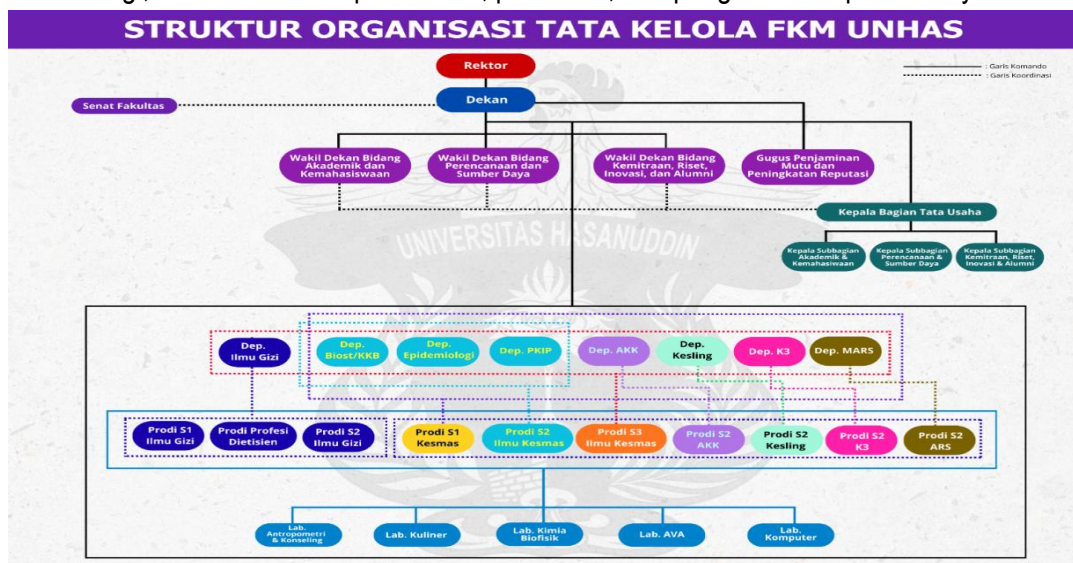 STRUKTUR ORGANISASI TATA KELOLA FKM UNHAS
Rektor
: Garis Komando
: Garis Koordinasi
Senat Fakultas
Dekan
Wakil Dekan Bidang
Akademik dan
Kemahasiswaan
Wakil Dekan Bidang
Perencanaan dan
Sumber Daya
Wakil Dekan Bidang
Kemitraan, Riset,
Inovasi, dan Alumni
Gugus Penjaminan
Mutu dan
Peningkatan Reputasi
Kepala Bagian Tata Usaha
UNIVERSITAS HASANUDDIN
Kepala Subbagian
Akademik &
Kemahasiwaan
Kepala Subbagian
Perencanaan &
Sumber Daya
Kepala Subbagian
Kemitraan, Riset,
Inovasi & Alumni
Dep.
Ilmu Gizi
Dep.
Biost/KKB
Dep.
Epidemiologi
Dep. PKIP
Dep. AKK
Dep.
Kesling
Dep. K3
Dep. MARS
Prodi S1
Ilmu Gizi
Prodi Profesi
Dietisien
Prodi S2
Ilmu Gizi
Prodi S1
Kesmas
Prodi S2
Ilmu Kesmas
Prodi S3
Ilmu Kesmas
Prodi S2
AKK
Prodi S2
Kesling
Prodi S2
K3
Prodi S2
ARS
Lab.
Antropometri
& Konseling
Lab. Kuliner
Lab. Kimia
Biofisik
Lab. AVA
Lab.
Komputer